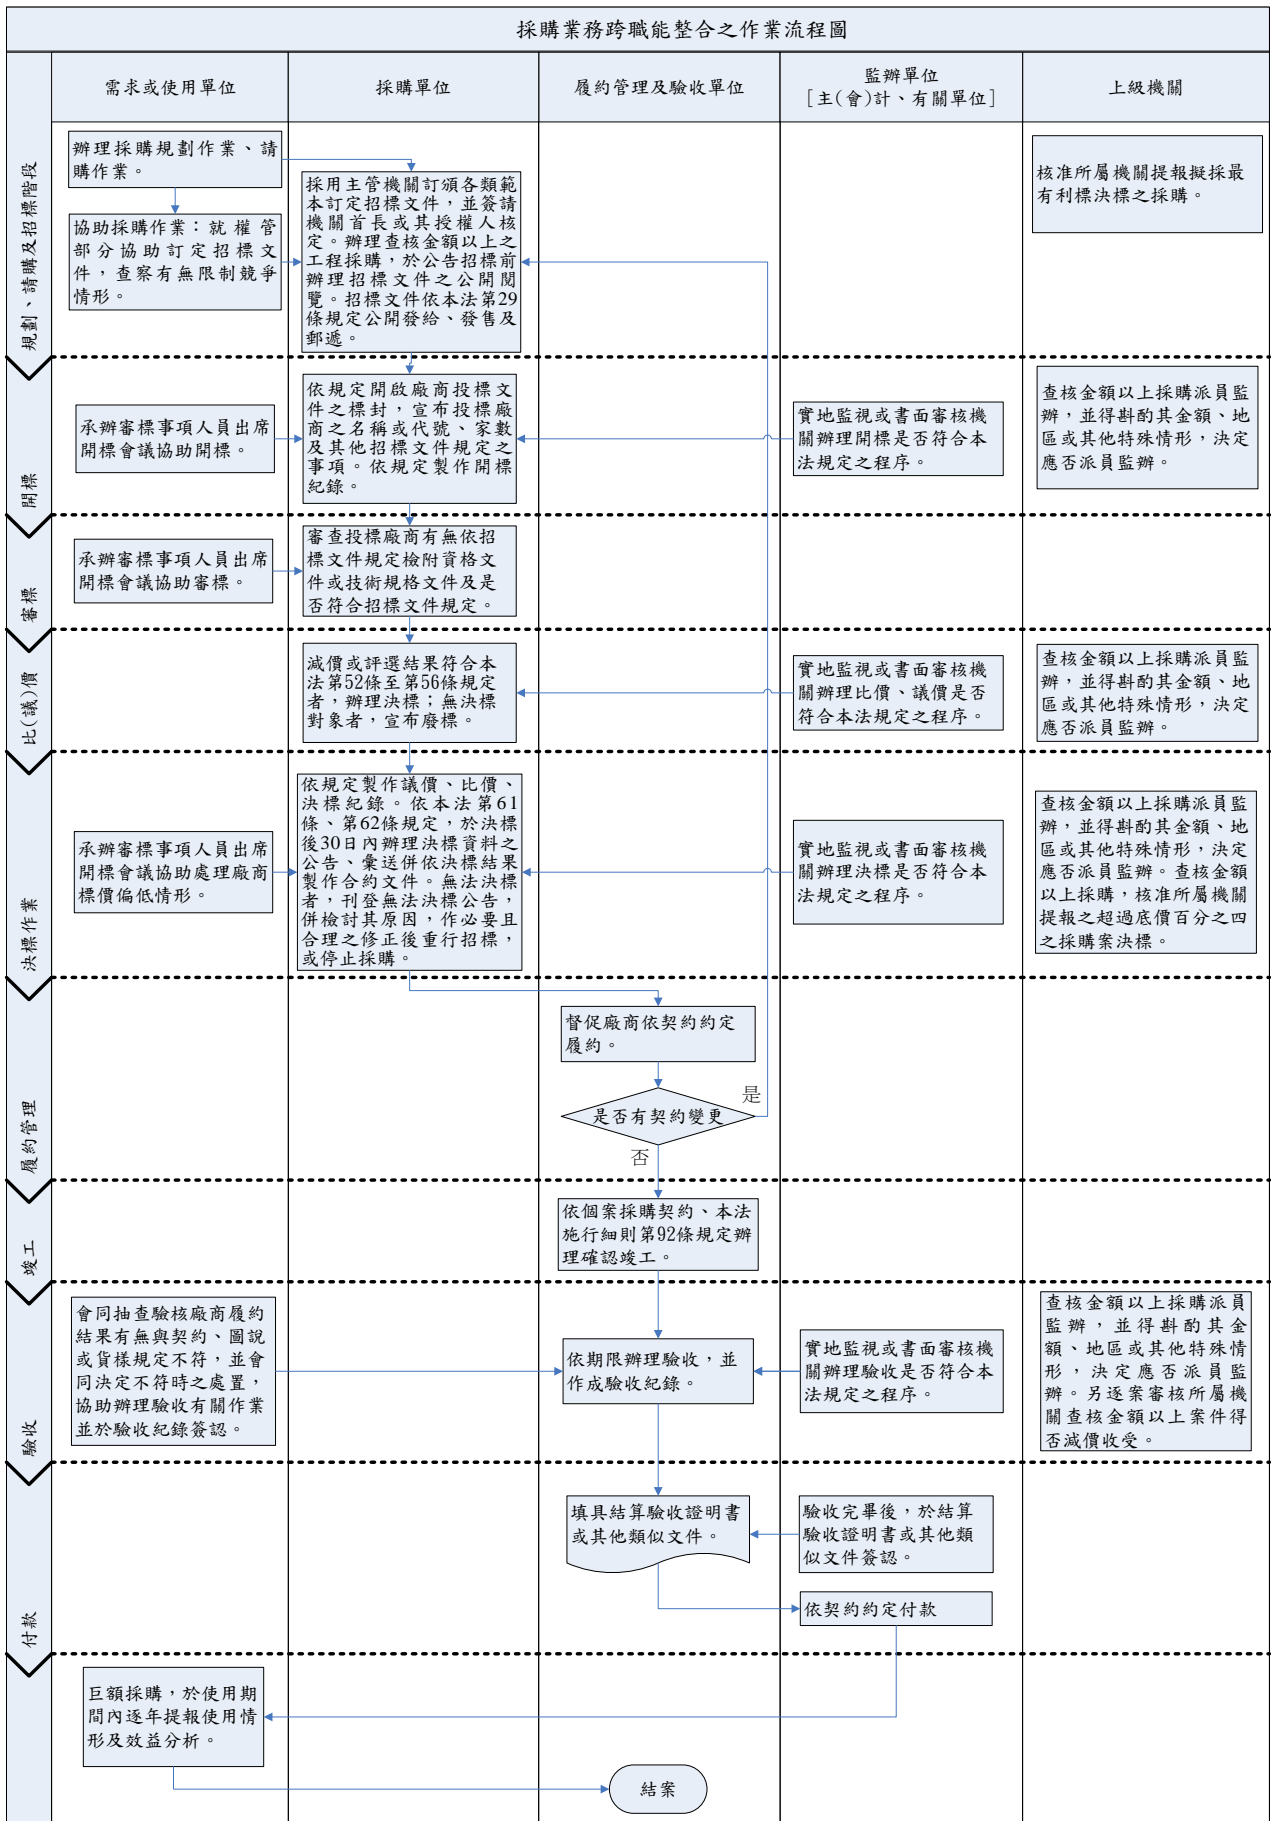 採購業務跨職能整合之作業流程圖
需求或使用單位
採購單位
履約管理及驗收單位
監辦單位
[主(會)計、有關單位]
上級機關
規劃、請購及招標階段
辦理採購規劃作業、請
購作業。
協助採購作業：就權管
部分協助訂定招標文
件，查察有無限制競爭
情形。
採用主管機關訂頒各類範
本訂定招標文件，並簽請
機關首長或其授權人核
定。辦理查核金額以上之
工程採購，於公告招標前
辦理招標文件之公開閱
覽。招標文件依本法第29
條規定公開發給、發售及
郵遞。
核准所屬機關提報擬採最
有利標決標之採購。
開標
承辦審標事項人員出席
開標會議協助開標。
依規定開啟廠商投標文
件之標封，宣布投標廠
商之名稱或代號、家數
及其他招標文件規定之
事項。依規定製作開標
紀錄。
實地監視或書面審核機
關辦理開標是否符合本
法規定之程序。
查核金額以上採購派員監
辦，並得斟酌其金額、地
區或其他特殊情形，決定
應否派員監辦。
審標
承辦審標事項人員出席
開標會議協助審標。
審查投標廠商有無依招
標文件規定檢附資格文
件或技術規格文件及是
否符合招標文件規定。
比(議)價
減價或評選結果符合本
法第52條至第56條規定
者，辦理決標；無決標
對象者，宣布廢標。
實地監視或書面審核機
關辦理比價、議價是否
符合本法規定之程序。
查核金額以上採購派員監
辦，並得斟酌其金額、地
區或其他特殊情形，決定
應否派員監辦。
決標作業
承辦審標事項人員出席
開標會議協助處理廠商
標價偏低情形。
依規定製作議價、比價、
決標紀錄。依本法第61
條、第62條規定，於決標
後30日內辦理決標資料之
公告、彙送併依決標結果
製作合約文件。無法決標
者，刊登無法決標公告，
併檢討其原因，作必要且
合理之修正後重行招標，
或停止採購。
實地監視或書面審核機
關辦理決標是否符合本
法規定之程序。
查核金額以上採購派員監
辦，並得斟酌其金額、地
區或其他特殊情形，決定
應否派員監辦。查核金額
以上採購，核准所屬機關
提報之超過底價百分之四
之採購案決標。
履約管理
督促廠商依契約約定
履約。
是否有契約變更
是
否
竣工
依個案採購契約、本法
施行細則第92條規定辦
理確認竣工。
驗收
會同抽查驗核廠商履約
結果有無與契約、圖說
或貨樣規定不符，並會
同決定不符時之處置，
協助辦理驗收有關作業
並於驗收紀錄簽認。
依期限辦理驗收，並
作成驗收紀錄。
實地監視或書面審核機
關辦理驗收是否符合本
法規定之程序。
查核金額以上採購派員
監辦，並得斟酌其金
額、地區或其他特殊情
形，決定應否派員監
辦。另逐案審核所屬機
關查核金額以上案件得
否減價收受。
付款
填具結算驗收證明書
或其他類似文件。
驗收完畢後，於結算
驗收證明書或其他類
似文件簽認。
依契約約定付款
巨額採購，於使用期
間內逐年提報使用情
形及效益分析。
結案